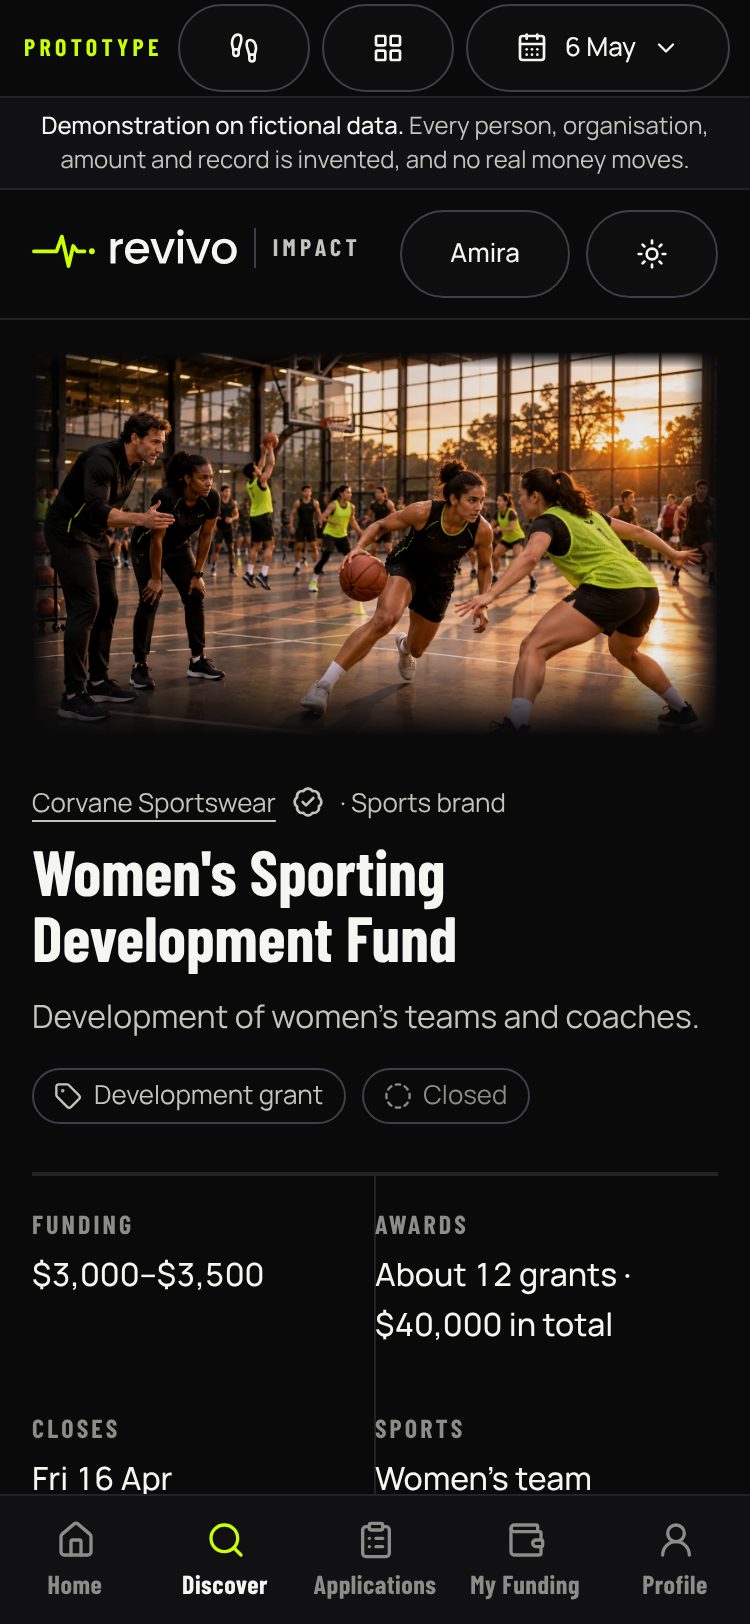 PROTOTYPE
6 May
Demonstration on fictional data. Every person, organisation,
amount and record is invented, and no real money moves.
revivo IMPACT
Amira
Corvane Sportswear · Sports brand
Women's Sporting
Development Fund
Development of women’s teams and coaches.
Development grant
Closed
FUNDING
$3,000–$3,500
AWARDS
About 12 grants ·
$40,000 in total
CLOSES
Fri 16 Apr
SPORTS
Women’s team
Home
Discover
Applications
My Funding
Profile